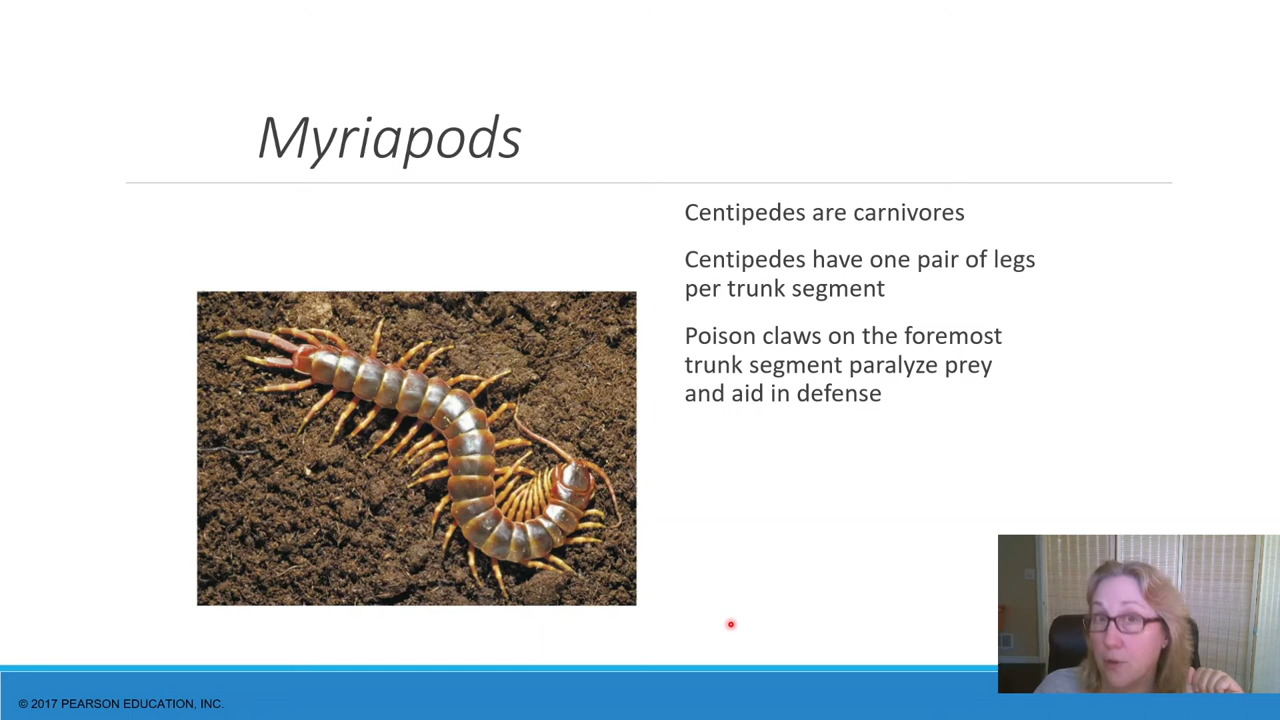 Myriapods
Centipedes are carnivores
Centipedes have one pair of legs
per trunk segment
Poison claws on the foremost
trunk segment paralyze prey
and aid in defense
© 2017 PEARSON EDUCATION, INC.